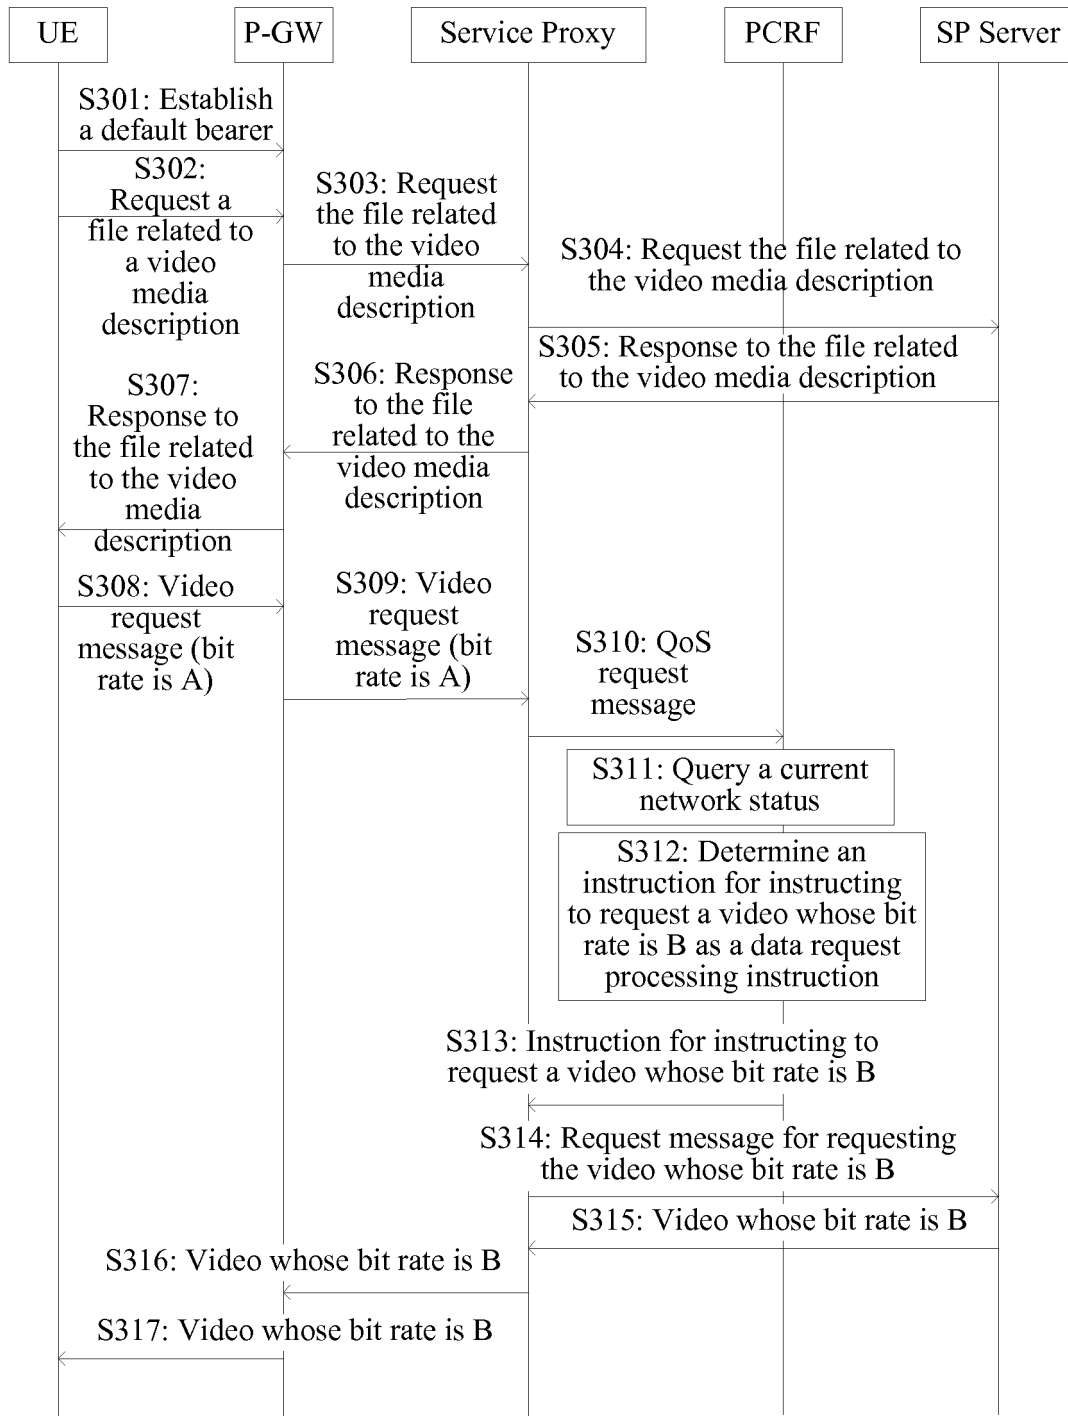 UE
P-GW
Service Proxy
PCRF
SP Server
S301: Establish
a default bearer
S302:
Request a
file related to
a video
media
description
S303: Request
the file related
to the video
media
description
S304: Request the file related to
the video media description
S305: Response to the file related
to the video media description
S306: Response
to the file
related to the
video media
description
S307:
Response to
the file related
to the video
media
description
S308: Video
request
message (bit
rate is A)
S309: Video
request
message (bit
rate is A)
S310: QoS
request
message
S311: Query a current
network status
S312: Determine an
instruction for instructing
to request a video whose bit
rate is B as a data request
processing instruction
S313: Instruction for instructing to
request a video whose bit rate is B
S314: Request message for requesting
the video whose bit rate is B
S315: Video whose bit rate is B
S316: Video whose bit rate is B
S317: Video whose bit rate is B